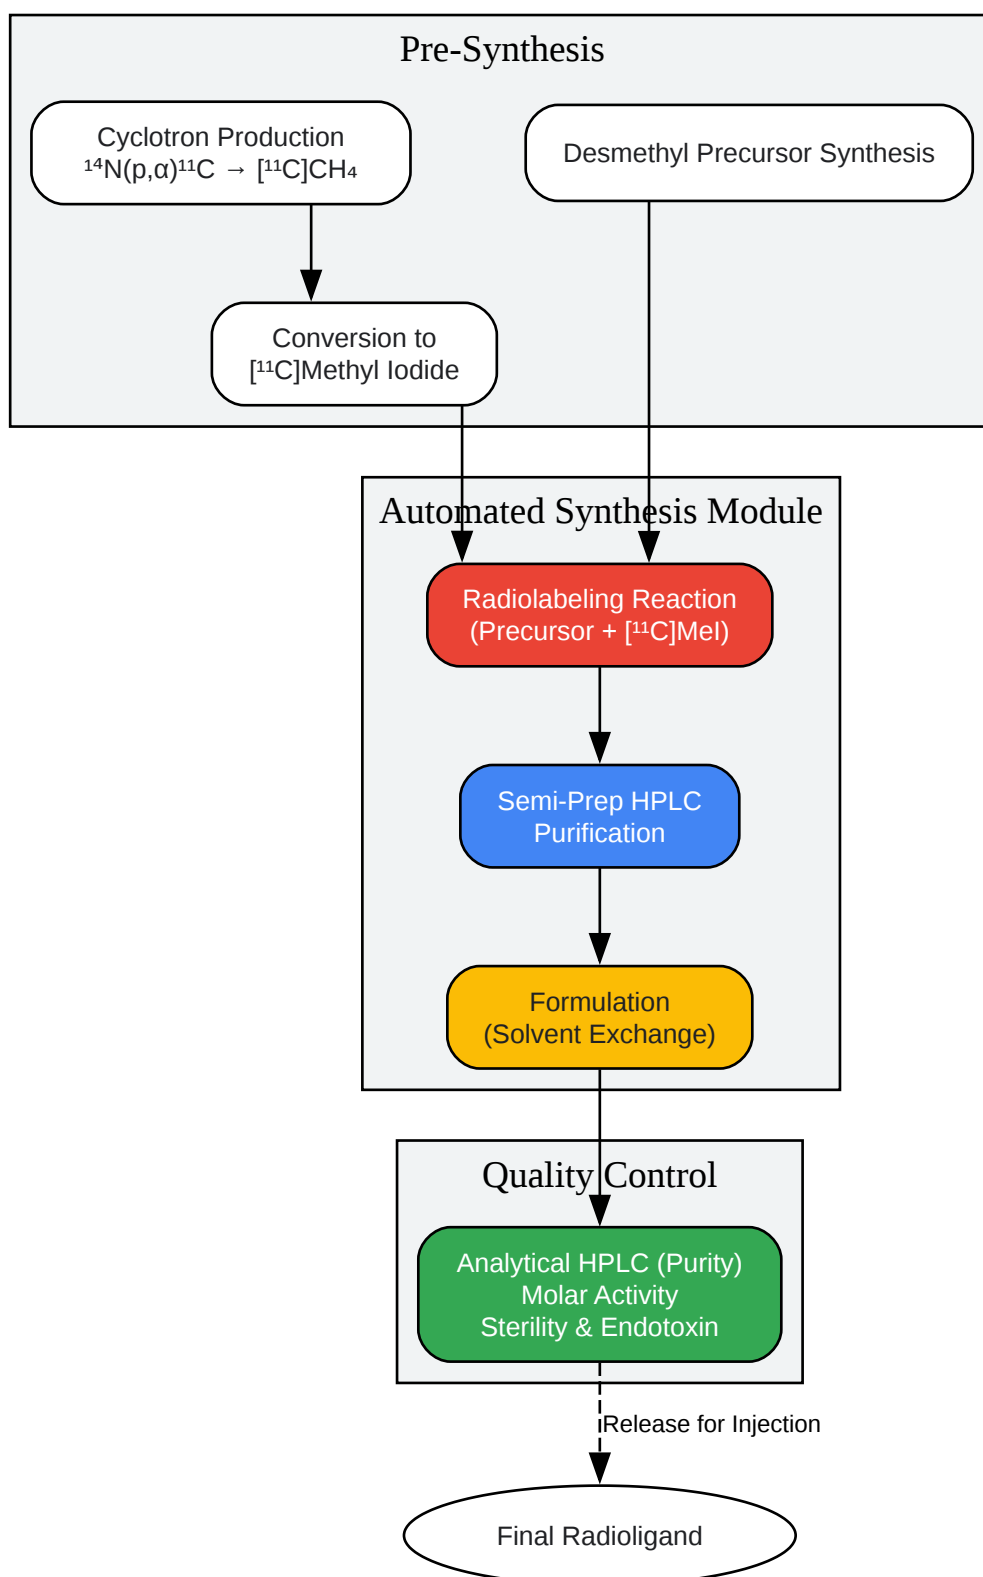 Pre-Synthesis
Cyclotron Production
¹⁴N(p,α)¹¹C → [¹¹C]CH₄
Desmethyl Precursor Synthesis
Conversion to
[¹¹C]Methyl Iodide
Automated Synthesis Module
Radiolabeling Reaction
(Precursor + [¹¹C]MeI)
Semi-Prep HPLC
Purification
Formulation
(Solvent Exchange)
Quality Control
Analytical HPLC (Purity)
Molar Activity
Sterility & Endotoxin
Release for Injection
Final Radioligand